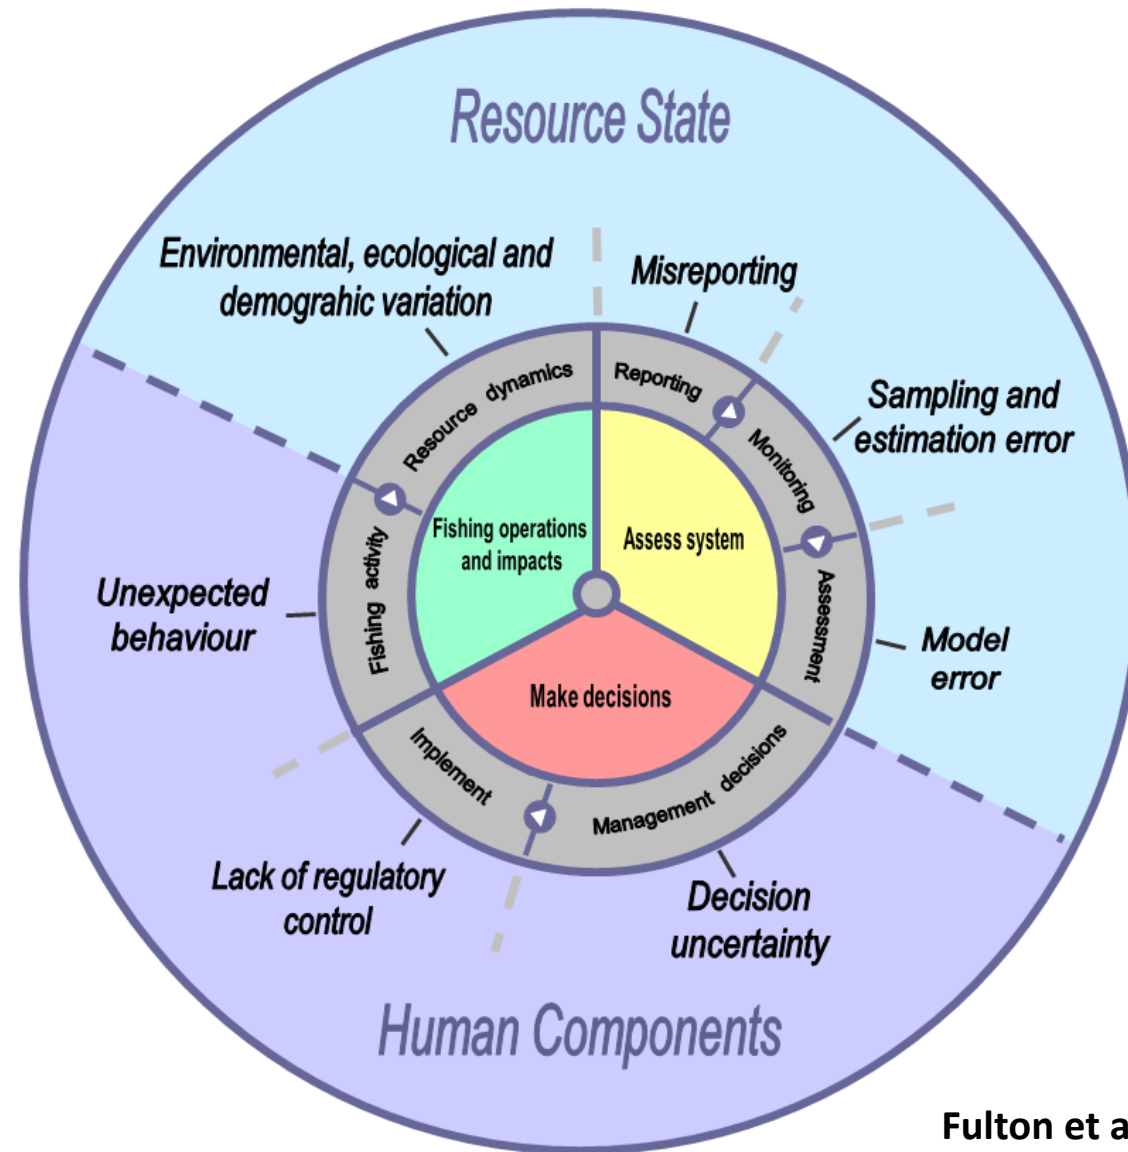 Resource State
Environmental, ecological and
demograhic variation
Misreporting
Sampling and
estimation error
Model
error
Decision
uncertainty
Lack of regulatory
control
Unexpected
behaviour
Resource dynamics
Reporting
Monitoring
Assessment
Management decisions
Implement
Fishing activity
Fishing operations
and impacts
Assess system
Make decisions
Human Components
Fulton et a